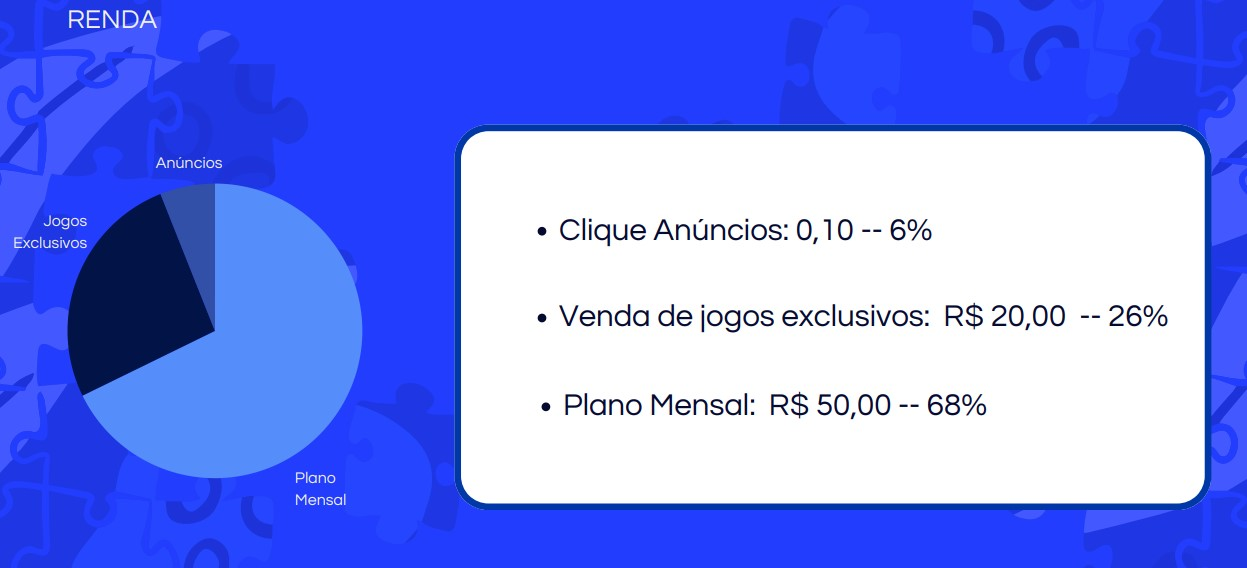 RENDA
Anúncios
Jogos
Exclusivos
Plano
Mensal
• Clique Anúncios: 0,10 -- 6%
• Venda de jogos exclusivos:  R$ 20,00  -- 26%
• Plano Mensal:  R$ 50,00 -- 68%